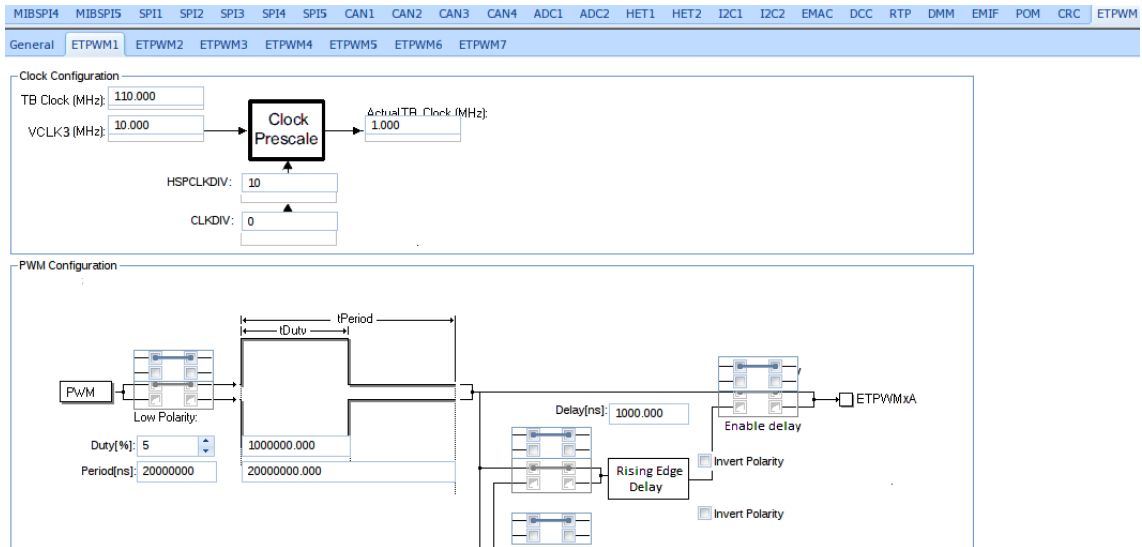 MIBSPI4 MIBSPI5 SPI1 SPI2 SPI3 SPI4 SPI5 CAN1 CAN2 CAN3 CAN4 ADC1 ADC2 HET1 HET2 I2C1 I2C2 EMAC DCC RTP DMM EMIF POM CRC ETPWM
General ETPWM1 ETPWM2 ETPWM3 ETPWM4 ETPWM5 ETPWM6 ETPWM7
Clock Configuration
TB Clock (MHz): 110.000
Actual TB Clock (MHz):
VCLK3 (MHz): 10.000
Clock Prescale
1.000
HSPCLKDIV: 10
CLKDIV: 0
PWM Configuration
tPeriod
tDuty
PWM
Low Polarity:
ETPWMxA
Delay[ns]: 1000.000
Enable delay
Duty[%]: 5 1000000.000
Period[ns]: 20000000 20000000.000
Rising Edge Delay
Invert Polarity
Invert Polarity